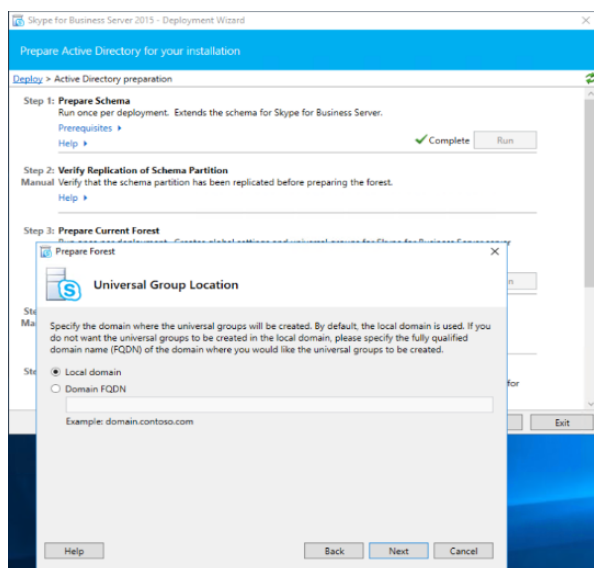 Skype for Business Server 2015 - Deployment Wizard
Prepare Active Directory for your installation
Deploy > Active Directory preparation
Step 1: Prepare Schema
Run once per deployment. Extends the schema for Skype for Business Server.
Prerequisites
Help
Complete Run
Step 2: Verify Replication of Schema Partition
Manual Verify that the schema partition has been replicated before preparing the forest.
Help
Step 3: Prepare Current Forest
Prepare Forest
Universal Group Location
Specify the domain where the universal groups will be created. By default, the local domain is used. If you
do not want the universal groups to be created in the local domain, please specify the fully qualified
domain name (FQDN) of the domain where you would like the universal groups to be created.
Local domain
Domain FQDN
Example: domain.contoso.com
for
Exit
Help Back Next Cancel